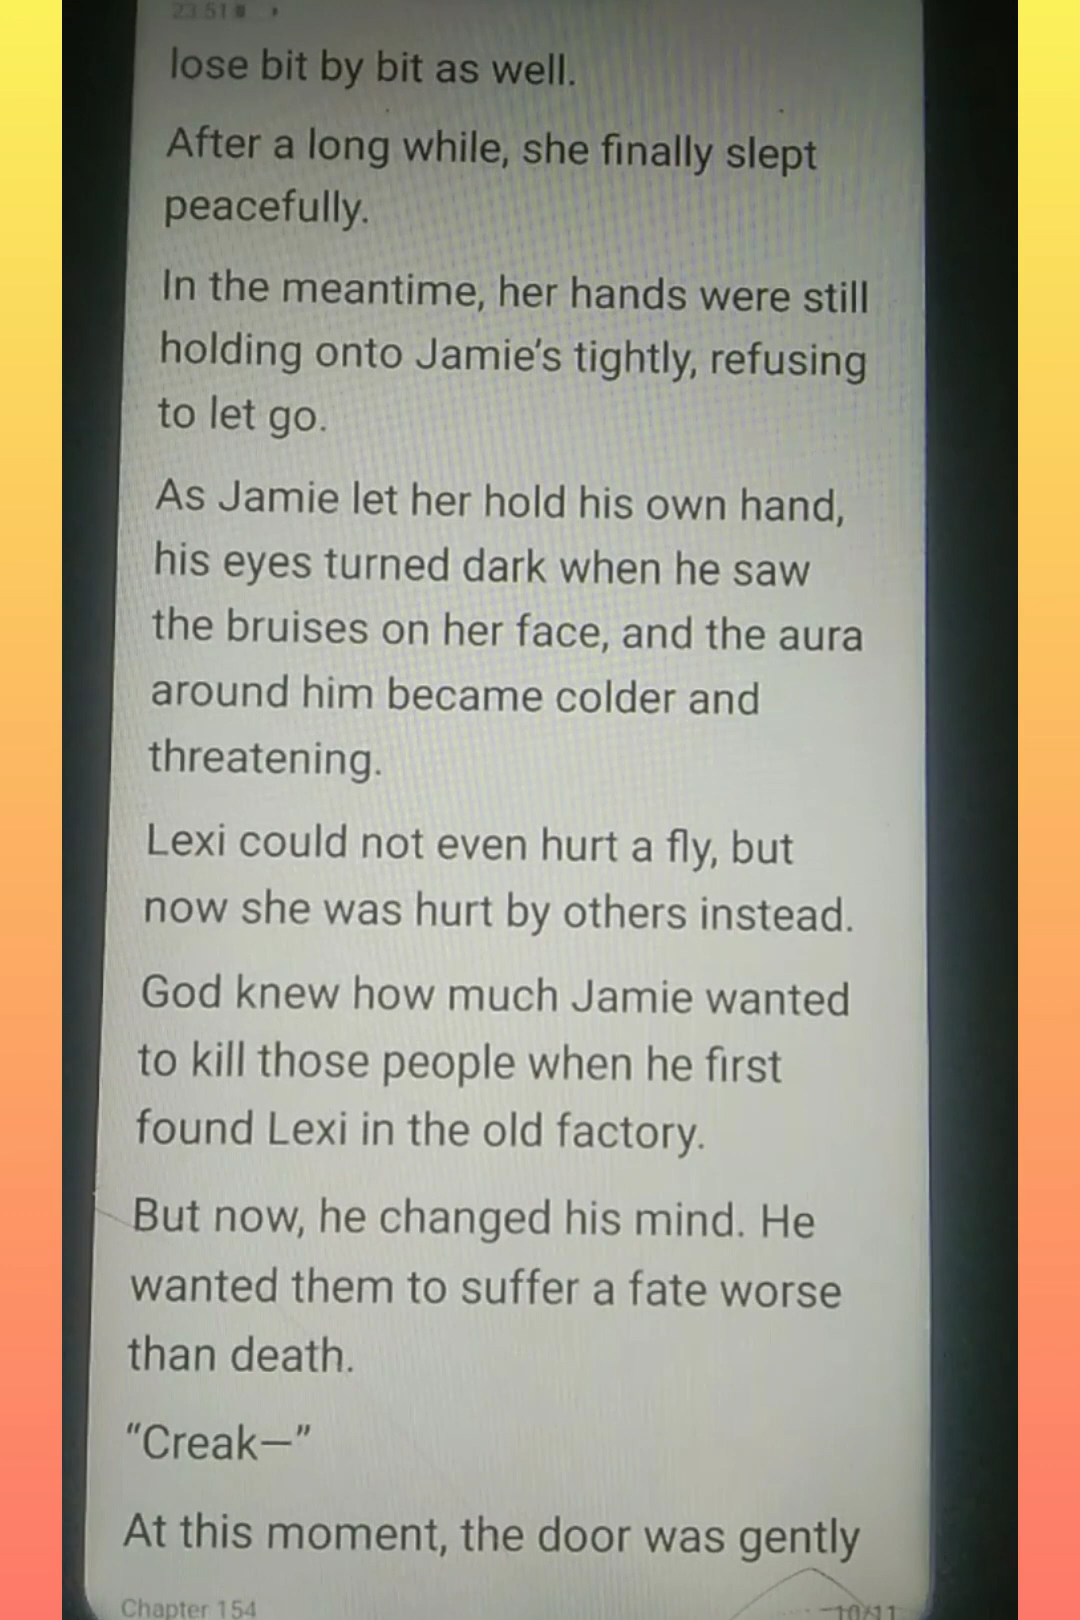 23:51
lose bit by bit as well.
After a long while, she finally slept
peacefully.
In the meantime, her hands were still
holding onto Jamie's tightly, refusing
to let go.
As Jamie let her hold his own hand,
his eyes turned dark when he saw
the bruises on her face, and the aura
around him became colder and
threatening.
Lexi could not even hurt a fly, but
now she was hurt by others instead.
God knew how much Jamie wanted
to kill those people when he first
found Lexi in the old factory.
But now, he changed his mind. He
wanted them to suffer a fate worse
than death.
“Creak—”
At this moment, the door was gently
Chapter 154
10/11